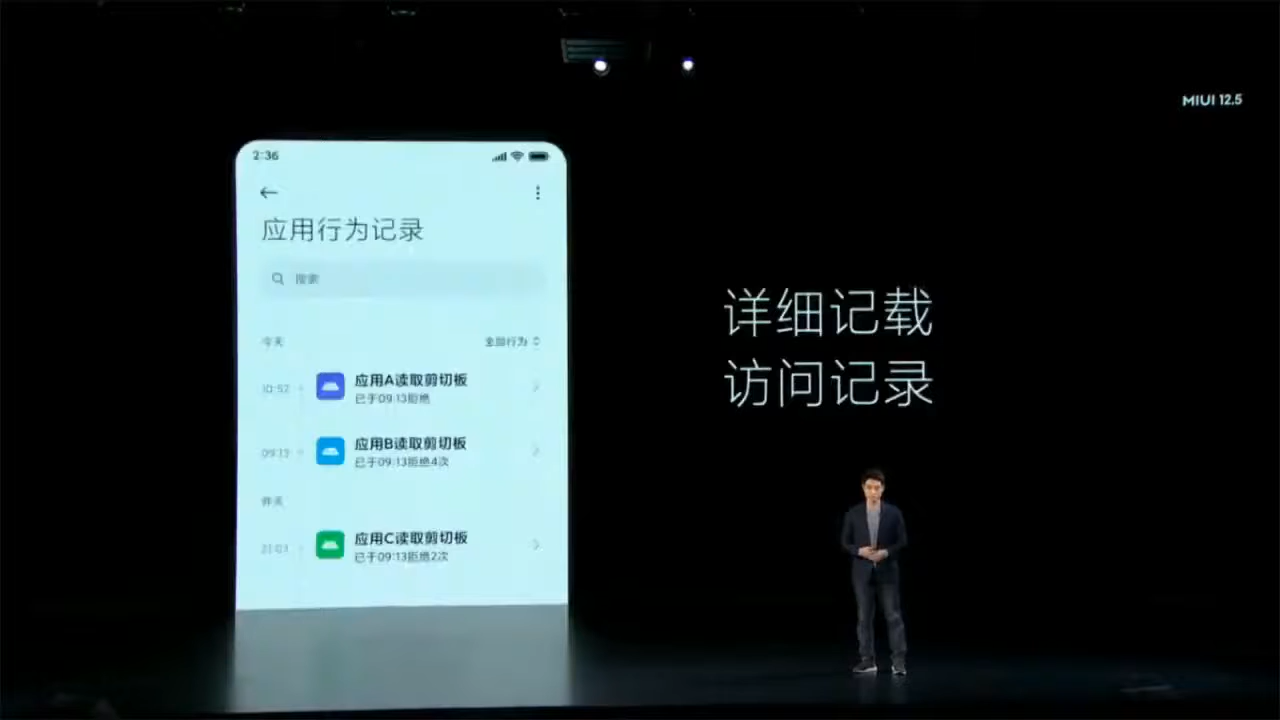 MIUI 12.5
2:36
应用行为记录
搜索
今天
全部行为
10:52
应用A读取剪切板
已于09:13拒绝
09:13
应用B读取剪切板
已于09:13拒绝4次
昨天
21:03
应用C读取剪切板
已于09:13拒绝2次
详细记载
访问记录